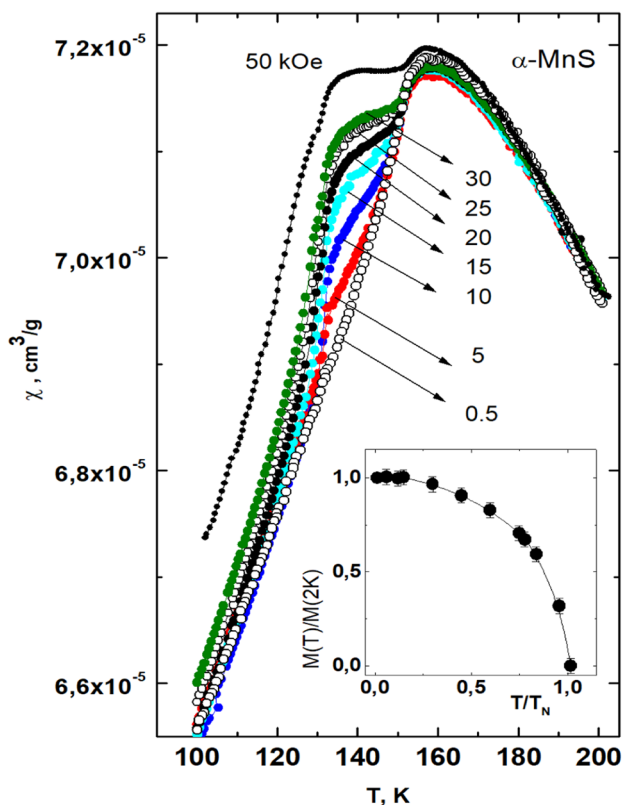 7,2x10-5
50 kOe
α-MnS
30
25
20
15
10
5
0.5
7,0x10-5
χ , cm3/g
6,8x10-5
6,6x10-5
1,0
0,5
0,0
M(T)/M(2K)
0,0 0,5 1,0
T/TN
100 120 140 160 180 200
T, K